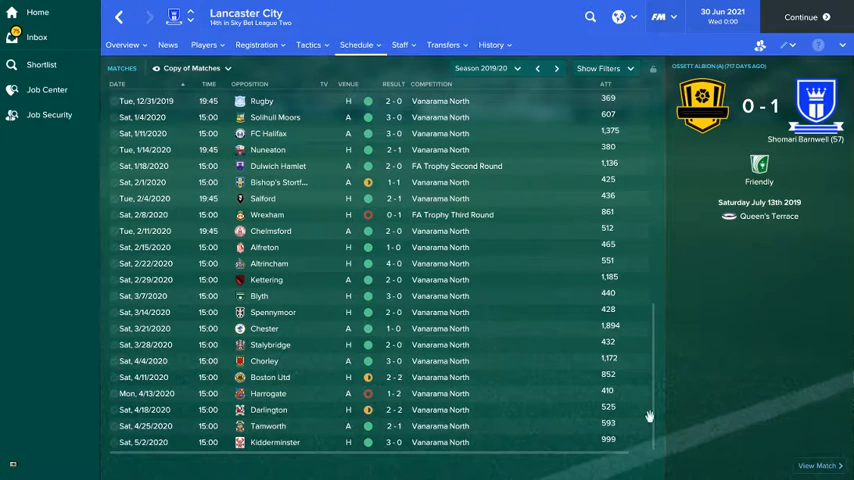 Home
Inbox
Shortlist
Job Center
Job Security
Lancaster City
14th in Sky Bet League Two
FM
30 Jun 2021
Wed 0:00
Continue
Overview News Players Registration Tactics Schedule Staff Transfers History
MATCHES Copy of Matches Season 2019/20 Show Filters
DATE TIME OPPOSITION TV VENUE RESULT COMPETITION ATT
Tue, 12/31/2019 19:45 Rugby H 2 - 0 Vanarama North 369
Sat, 1/4/2020 15:00 Solihull Moors A 3 - 0 Vanarama North 607
Sat, 1/11/2020 15:00 FC Halifax A 3 - 0 Vanarama North 1,375
Tue, 1/14/2020 19:45 Nuneaton H 2 - 1 Vanarama North 380
Sat, 1/18/2020 15:00 Dulwich Hamlet A 2 - 0 FA Trophy Second Round 1,136
Sat, 2/1/2020 15:00 Bishop's Stortf... A 1 - 1 Vanarama North 425
Tue, 2/4/2020 19:45 Salford H 2 - 1 Vanarama North 436
Sat, 2/8/2020 15:00 Wrexham H 0 - 1 FA Trophy Third Round 861
Tue, 2/11/2020 19:45 Chelmsford A 2 - 0 Vanarama North 512
Sat, 2/15/2020 15:00 Alfreton H 1 - 0 Vanarama North 465
Sat, 2/22/2020 15:00 Altrincham H 4 - 0 Vanarama North 551
Sat, 2/29/2020 15:00 Kettering A 2 - 0 Vanarama North 1,185
Sat, 3/7/2020 15:00 Blyth H 3 - 0 Vanarama North 440
Sat, 3/14/2020 15:00 Spennymoor H 2 - 0 Vanarama North 428
Sat, 3/21/2020 15:00 Chester A 1 - 0 Vanarama North 1,894
Sat, 3/28/2020 15:00 Stalybridge H 2 - 0 Vanarama North 432
Sat, 4/4/2020 15:00 Chorley A 3 - 0 Vanarama North 1,172
Sat, 4/11/2020 15:00 Boston Utd H 2 - 2 Vanarama North 852
Mon, 4/13/2020 15:00 Harrogate A 1 - 2 Vanarama North 410
Sat, 4/18/2020 15:00 Darlington H 2 - 2 Vanarama North 525
Sat, 4/25/2020 15:00 Tamworth A 2 - 1 Vanarama North 593
Sat, 5/2/2020 15:00 Kidderminster H 3 - 0 Vanarama North 999
OSSETT ALBION (A) (717 DAYS AGO)
0 - 1
Shomari Barnwell (57)
Friendly
Saturday July 13th 2019
Queen's Terrace
View Match